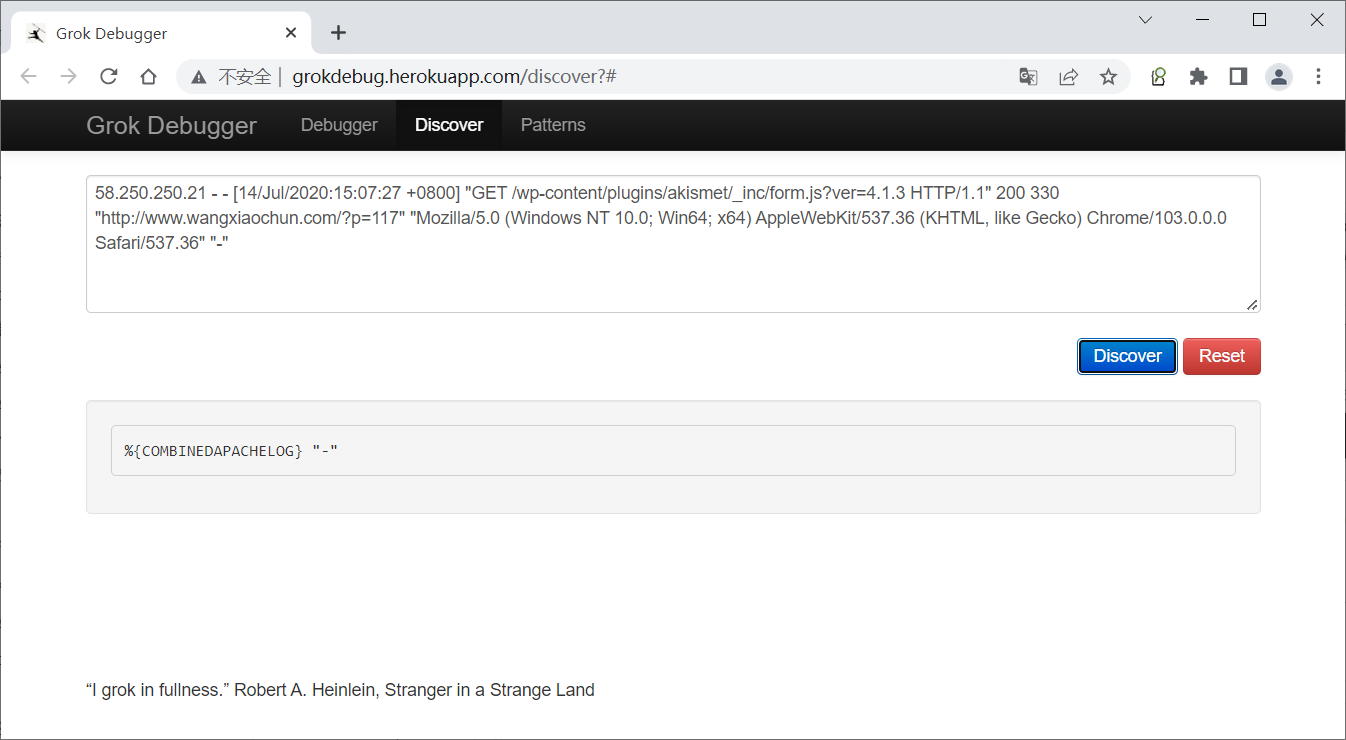 Grok Debugger
不安全 | grokdebug.herokuapp.com/discover?#
Grok Debugger Debugger Discover Patterns
58.250.250.21 - - [14/Jul/2020:15:07:27 +0800] "GET /wp-content/plugins/akismet/_inc/form.js?ver=4.1.3 HTTP/1.1" 200 330
"http://www.wangxiaochun.com/?p=117" "Mozilla/5.0 (Windows NT 10.0; Win64; x64) AppleWebKit/537.36 (KHTML, like Gecko) Chrome/103.0.0.0
Safari/537.36" "-"
Discover Reset
%{COMBINEDAPACHELOG} "-"
“I grok in fullness.” Robert A. Heinlein, Stranger in a Strange Land